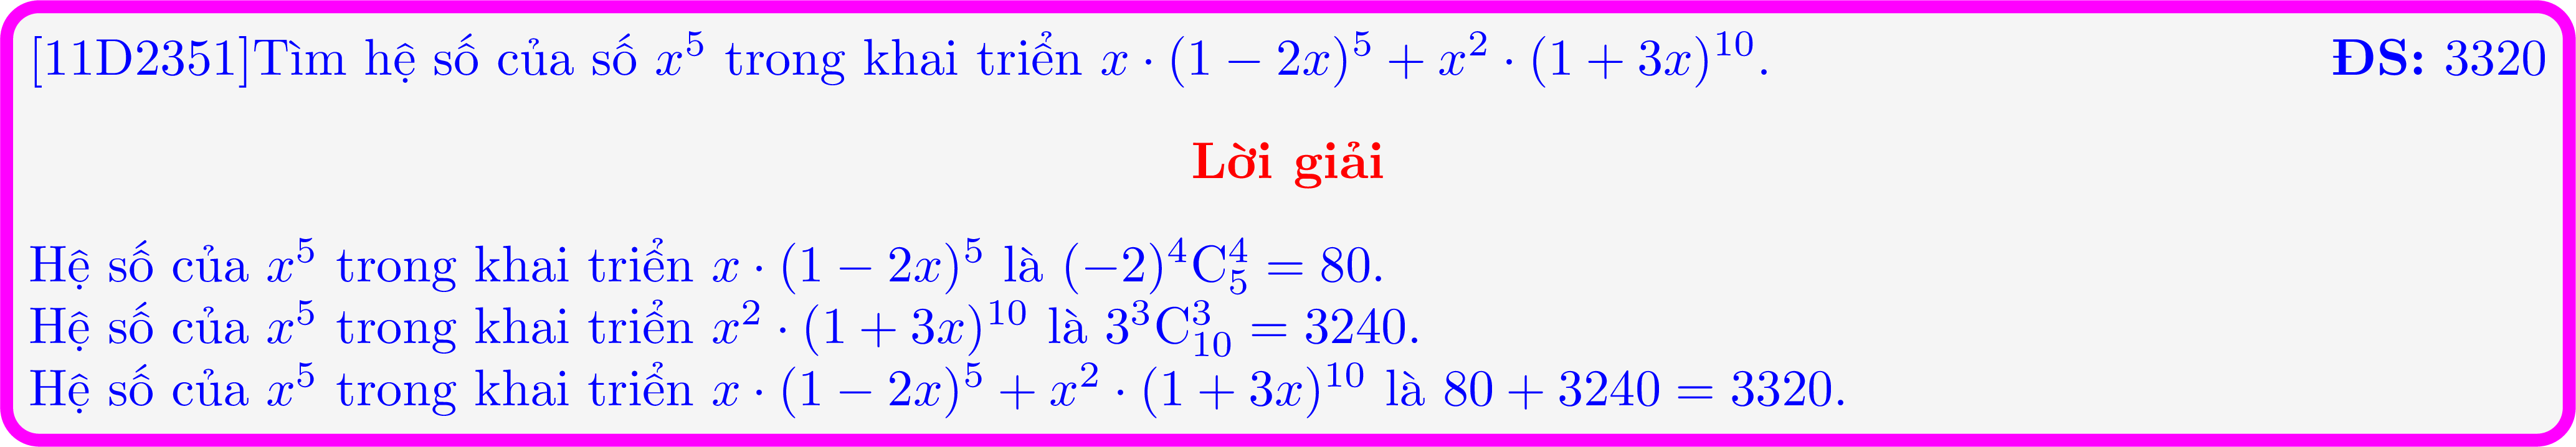 [11D2351]Tìm hệ số của số $x^5$ trong khai triển $x \cdot (1 - 2x)^5 + x^2 \cdot (1 + 3x)^{10}$. ĐS: 3320
Lời giải
Hệ số của $x^5$ trong khai triển $x \cdot (1 - 2x)^5$ là $(-2)^4 \mathrm{C}_5^4 = 80$.
Hệ số của $x^5$ trong khai triển $x^2 \cdot (1 + 3x)^{10}$ là $3^3 \mathrm{C}_{10}^3 = 3240$.
Hệ số của $x^5$ trong khai triển $x \cdot (1 - 2x)^5 + x^2 \cdot (1 + 3x)^{10}$ là $80 + 3240 = 3320$.